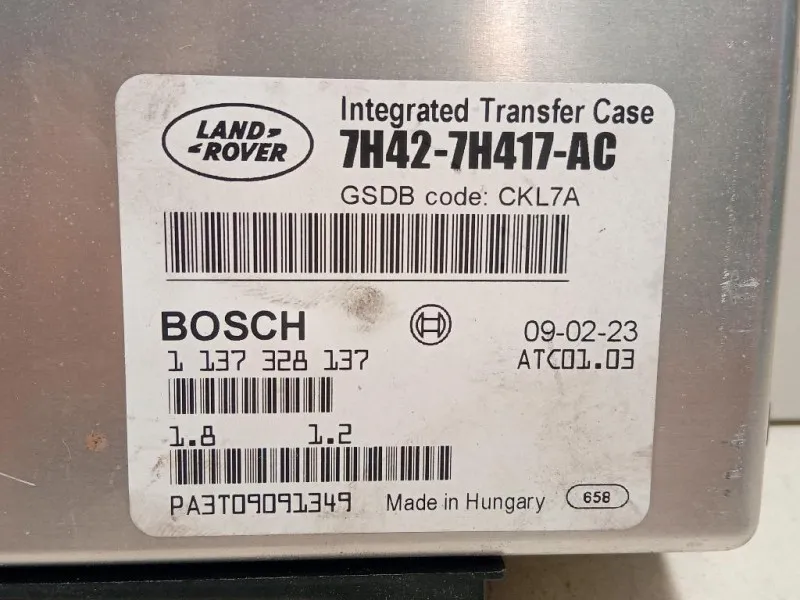 LAND
ROVER
Integrated Transfer Case
7H42-7H417-AC
GSDB code: CKL7A
BOSCH
09-02-23
1 137 328 137
ATC01.03
1.8 1.2
PA3T09091349
Made in Hungary
658